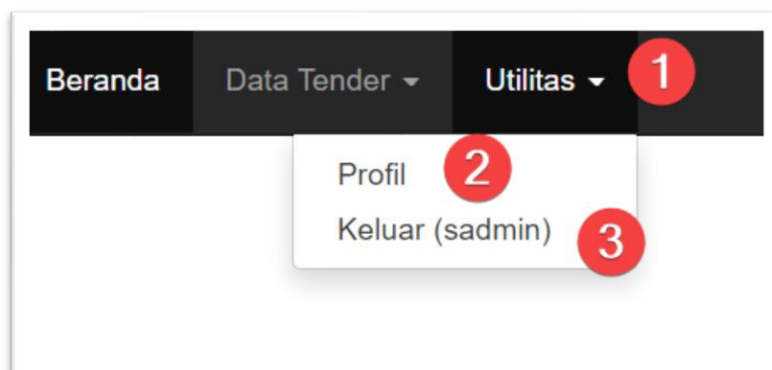 Beranda Data Tender Utilitas 1
Profil 2
Keluar (sadmin) 3